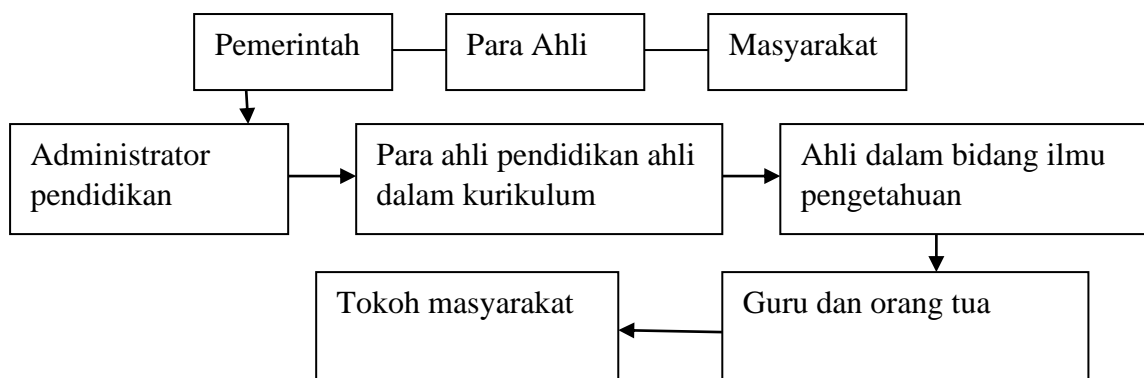 Pemerintah
Para Ahli
Masyarakat
Administrator
pendidikan
Para ahli pendidikan ahli
dalam kurikulum
Ahli dalam bidang ilmu
pengetahuan
Tokoh masyarakat
Guru dan orang tua